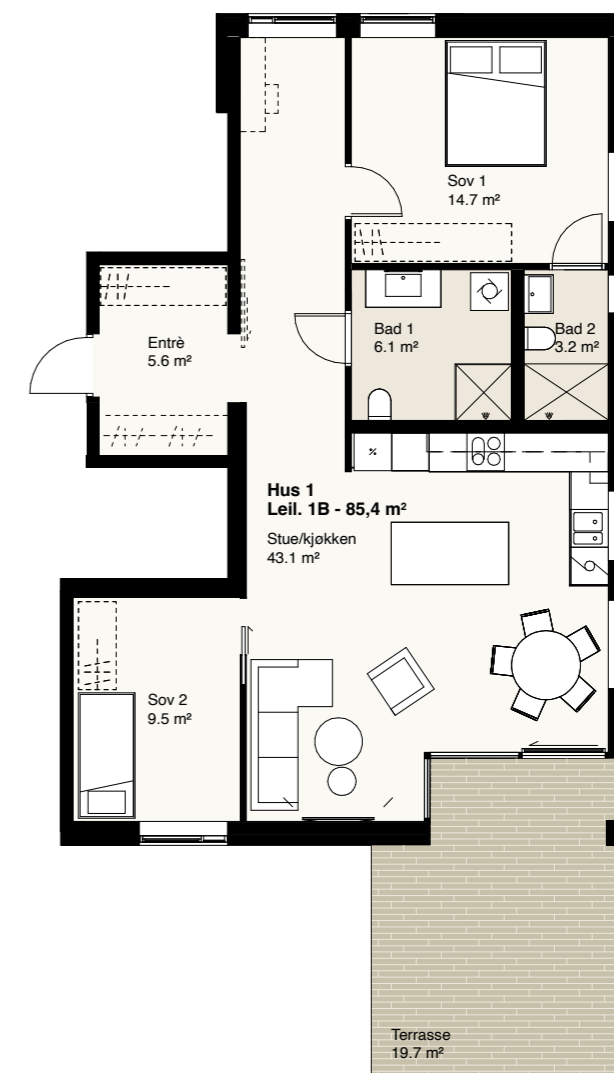 Sov 1
14.7 m²
Entrè
5.6 m²
Bad 1
6.1 m²
Bad 2
3.2 m²
%
Hus 1
Leil. 1B - 85,4 m²
Stue/kjøkken
43.1 m²
Sov 2
9.5 m²
Terrasse
19.7 m²